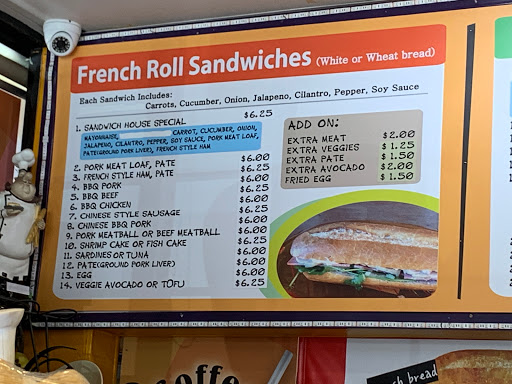 French Roll Sandwiches (White or Wheat bread)
Each Sandwich Includes:
Carrots, Cucumber, Onion, Jalapeno, Cilantro, Pepper, Soy Sauce
1. SANDWICH HOUSE SPECIAL $6.25
MAYONNAISE, CARROT, CUCUMBER, ONION,
JALAPENO, CILANTRO, PEPPER, SOY SAUCE, PORK MEAT LOAF,
PATE(GROUND PORK LIVER), FRENCH STYLE HAM
2. PORK MEAT LOAF, PATE $6.00
3. FRENCH STYLE HAM, PATE $6.00
4. BBQ PORK $6.00
5. BBQ BEEF $6.25
6. BBQ CHICKEN $6.00
7. CHINESE STYLE SAUSAGE $6.00
8. CHINESE BBQ PORK $6.00
9. PORK MEATBALL OR BEEF MEATBALL $6.00
10. SHRIMP CAKE OR FISH CAKE $6.25
11. SARDINES OR TUNA $6.00
12. PATE(GROUND PORK LIVER) $6.00
13. EGG $6.00
14. VEGGIE AVOCADO OR TOFU $6.25
ADD ON:
EXTRA MEAT $2.00
EXTRA VEGGIES $1.25
EXTRA PATE $1.50
EXTRA AVOCADO $2.00
FRIED EGG $1.50
bread